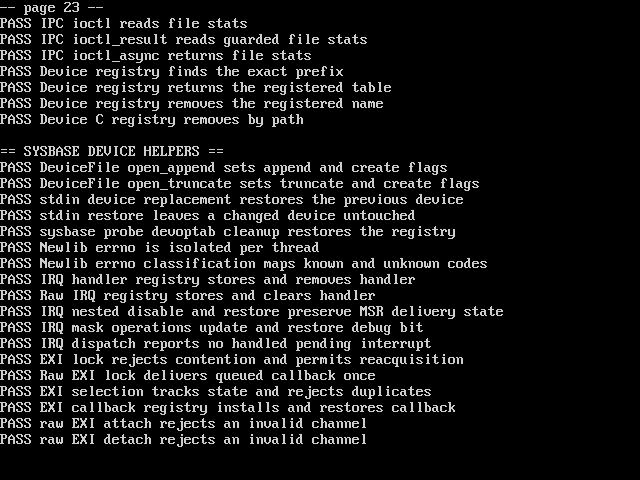 -- page 23 --
PASS IPC ioctl reads file stats
PASS IPC ioctl_result reads guarded file stats
PASS IPC ioctl_async returns file stats
PASS Device registry finds the exact prefix
PASS Device registry returns the registered table
PASS Device registry removes the registered name
PASS Device C registry removes by path

== SYSBASE DEVICE HELPERS ==
PASS DeviceFile open_append sets append and create flags
PASS DeviceFile open_truncate sets truncate and create flags
PASS stdin device replacement restores the previous device
PASS stdin restore leaves a changed device untouched
PASS sysbase probe devoptab cleanup restores the registry
PASS Newlib errno is isolated per thread
PASS Newlib errno classification maps known and unknown codes
PASS IRQ handler registry stores and removes handler
PASS Raw IRQ registry stores and clears handler
PASS IRQ nested disable and restore preserve MSR delivery state
PASS IRQ mask operations update and restore debug bit
PASS IRQ dispatch reports no handled pending interrupt
PASS EXI lock rejects contention and permits reacquisition
PASS Raw EXI lock delivers queued callback once
PASS EXI selection tracks state and rejects duplicates
PASS EXI callback registry installs and restores callback
PASS raw EXI attach rejects an invalid channel
PASS raw EXI detach rejects an invalid channel